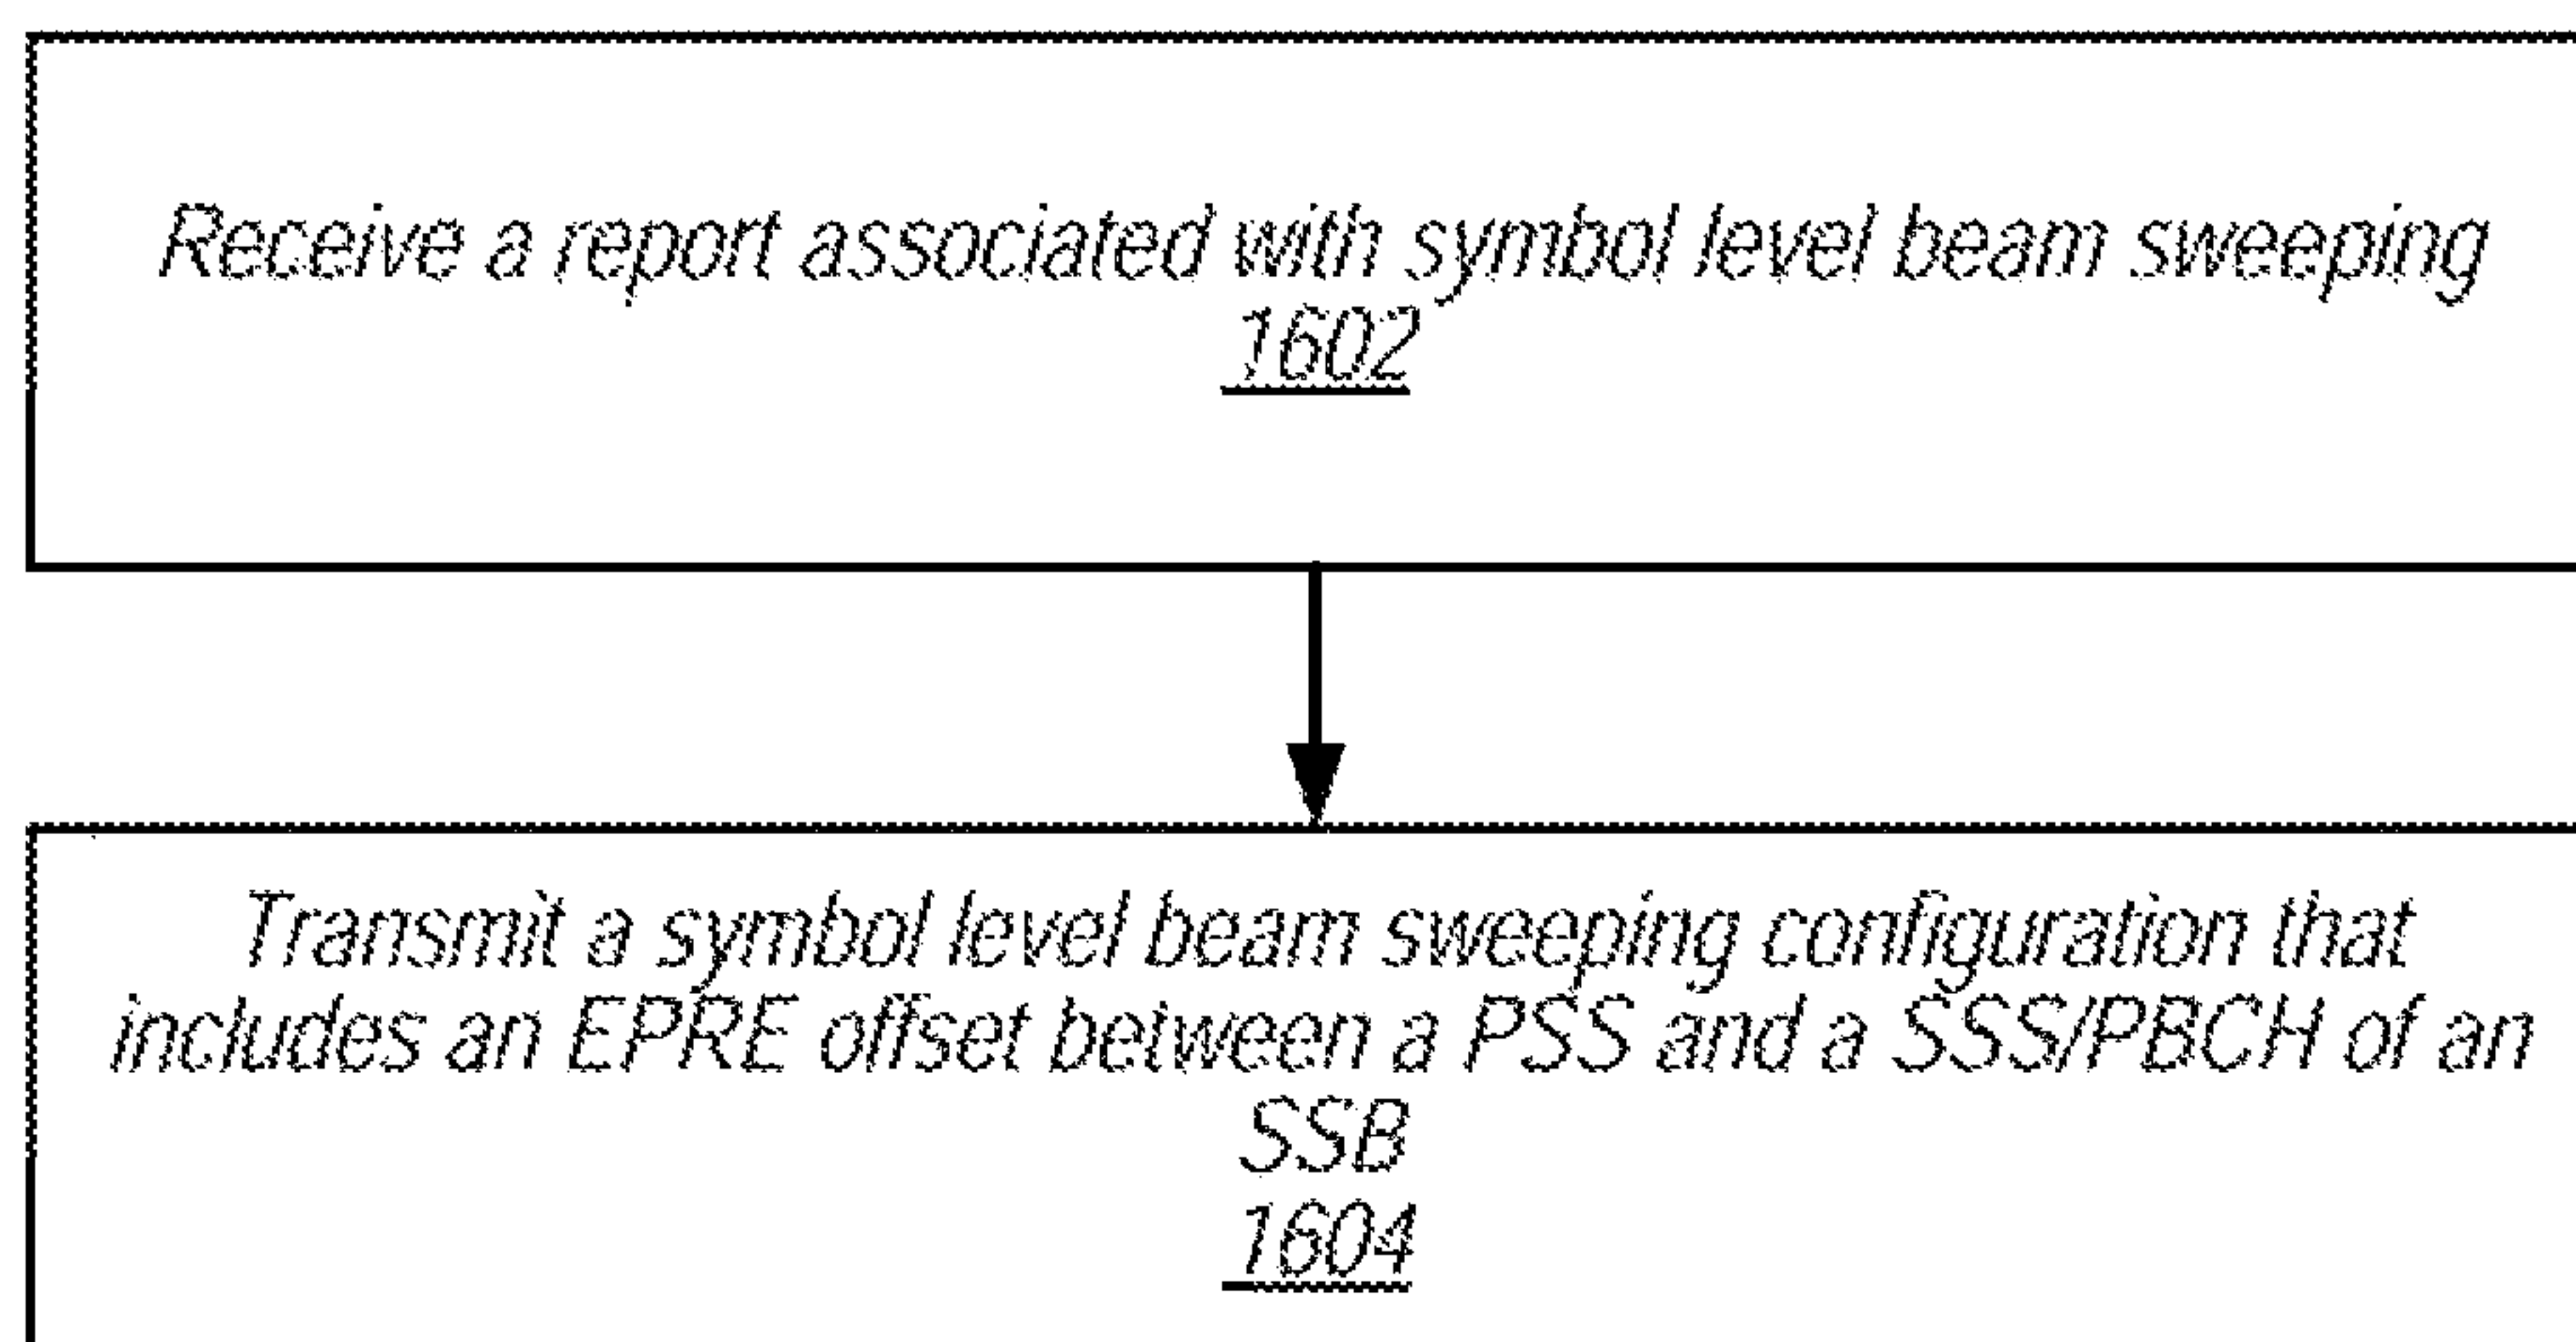 Receive a report associated with symbol level beam sweeping
1602
Transmit a symbol level beam sweeping configuration that
includes an EPRE offset between a PSS and a SSS/PBCH of an
SSB
1604